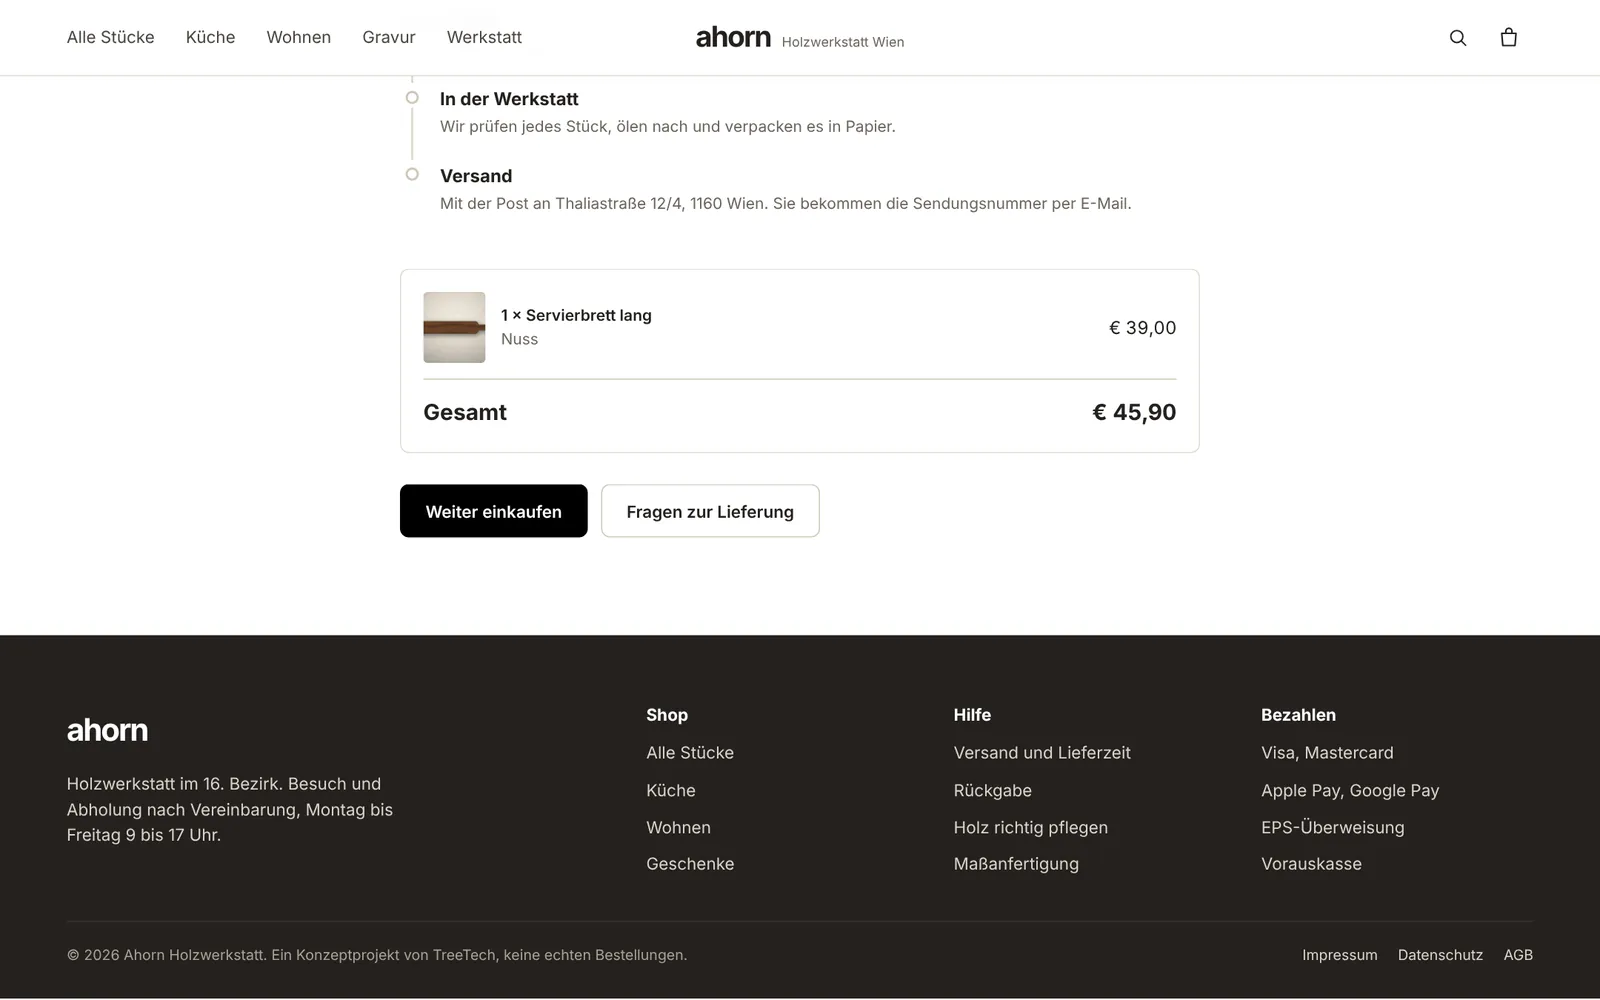 Alle Stücke Küche Wohnen Gravur Werkstatt
ahorn Holzwerkstatt Wien
In der Werkstatt
Wir prüfen jedes Stück, ölen nach und verpacken es in Papier.
Versand
Mit der Post an Thaliastraße 12/4, 1160 Wien. Sie bekommen die Sendungsnummer per E-Mail.
1 × Servierbrett lang
Nuss
€ 39,00
Gesamt € 45,90
Weiter einkaufen Fragen zur Lieferung
ahorn
Holzwerkstatt im 16. Bezirk. Besuch und
Abholung nach Vereinbarung, Montag bis
Freitag 9 bis 17 Uhr.
Shop
Alle Stücke
Küche
Wohnen
Geschenke
Hilfe
Versand und Lieferzeit
Rückgabe
Holz richtig pflegen
Maßanfertigung
Bezahlen
Visa, Mastercard
Apple Pay, Google Pay
EPS-Überweisung
Vorauskasse
© 2026 Ahorn Holzwerkstatt. Ein Konzeptprojekt von TreeTech, keine echten Bestellungen.
Impressum Datenschutz AGB